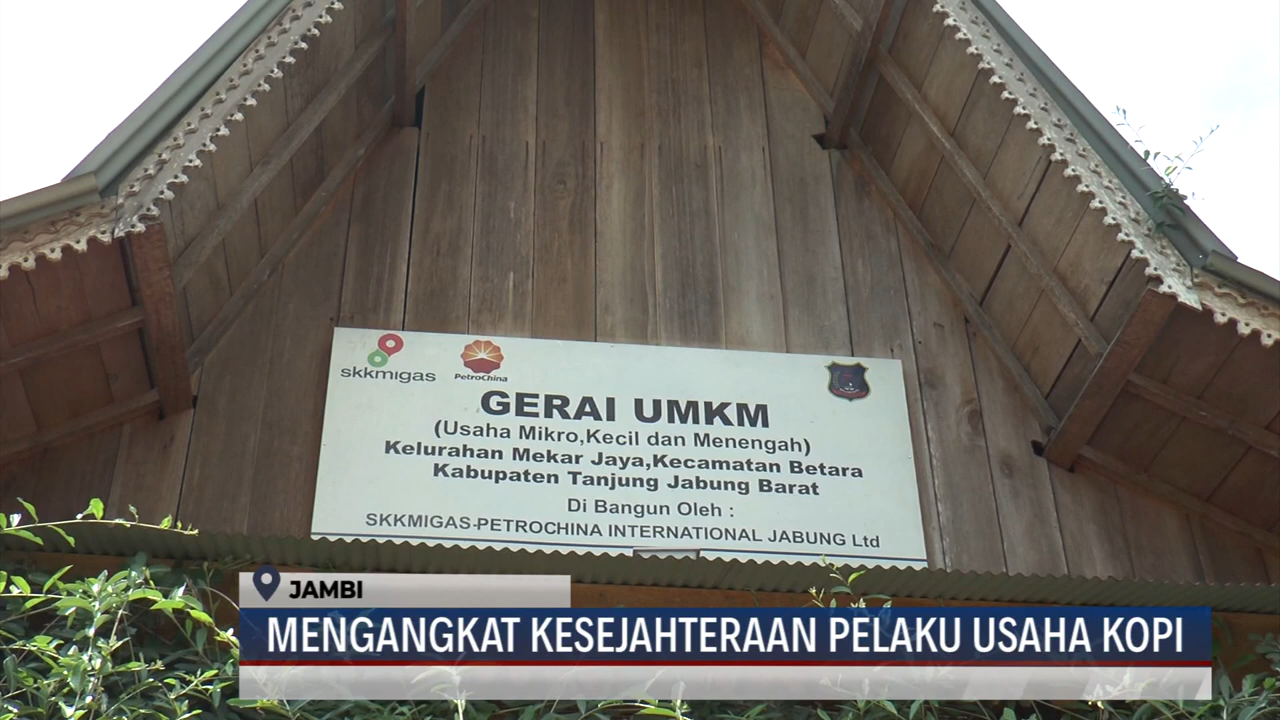 skkmigas
PetroChina
GERAI UMKM
(Usaha Mikro,Kecil dan Menengah)
Kelurahan Mekar Jaya,Kecamatan Betara
Kabupaten Tanjung Jabung Barat
Di Bangun Oleh :
SKKMIGAS-PETROCHINA INTERNATIONAL JABUNG Ltd
JAMBI
MENGANGKAT KESEJAHTERAAN PELAKU USAHA KOPI